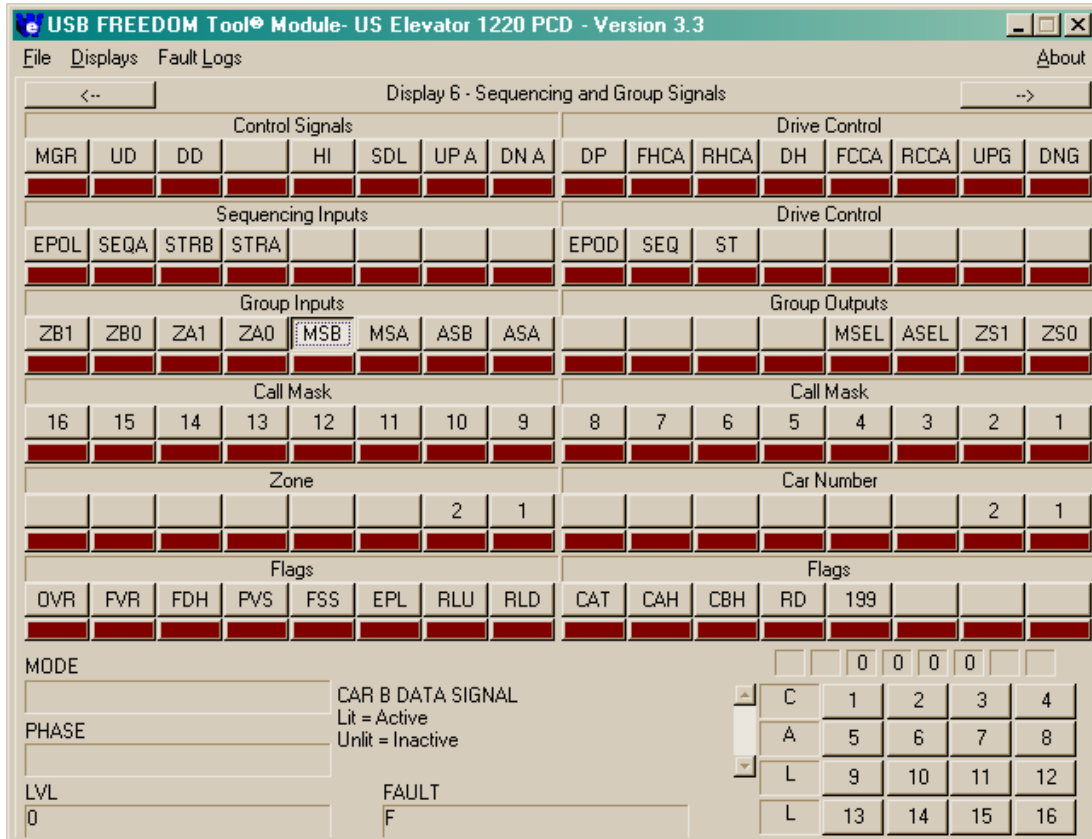 USB FREEDOM Tool® Module- US Elevator 1220 PCD - Version 3.3
File Displays Fault Logs About
<-- Display 6 - Sequencing and Group Signals -->
Control Signals Drive Control
MGR UD DD HI SDL UP A DN A DP FHCA RHCA DH FCCA RCCA UPG DNG
Sequencing Inputs Drive Control
EPOL SEQA STRB STRA EPOD SEQ ST
Group Inputs Group Outputs
ZB1 ZB0 ZA1 ZA0 MSB MSA ASB ASA MSEL ASEL ZS1 ZS0
Call Mask Call Mask
16 15 14 13 12 11 10 9 8 7 6 5 4 3 2 1
Zone Car Number
2 1 2 1
Flags Flags
OVR FVR FDH PVS FSS EPL RLU RLD CAT CAH CBH RD 199
MODE
PHASE
LVL
0
CAR B DATA SIGNAL
Lit = Active
Unlit = Inactive
FAULT
F
0 0 0 0
C 1 2 3 4
A 5 6 7 8
L 9 10 11 12
L 13 14 15 16